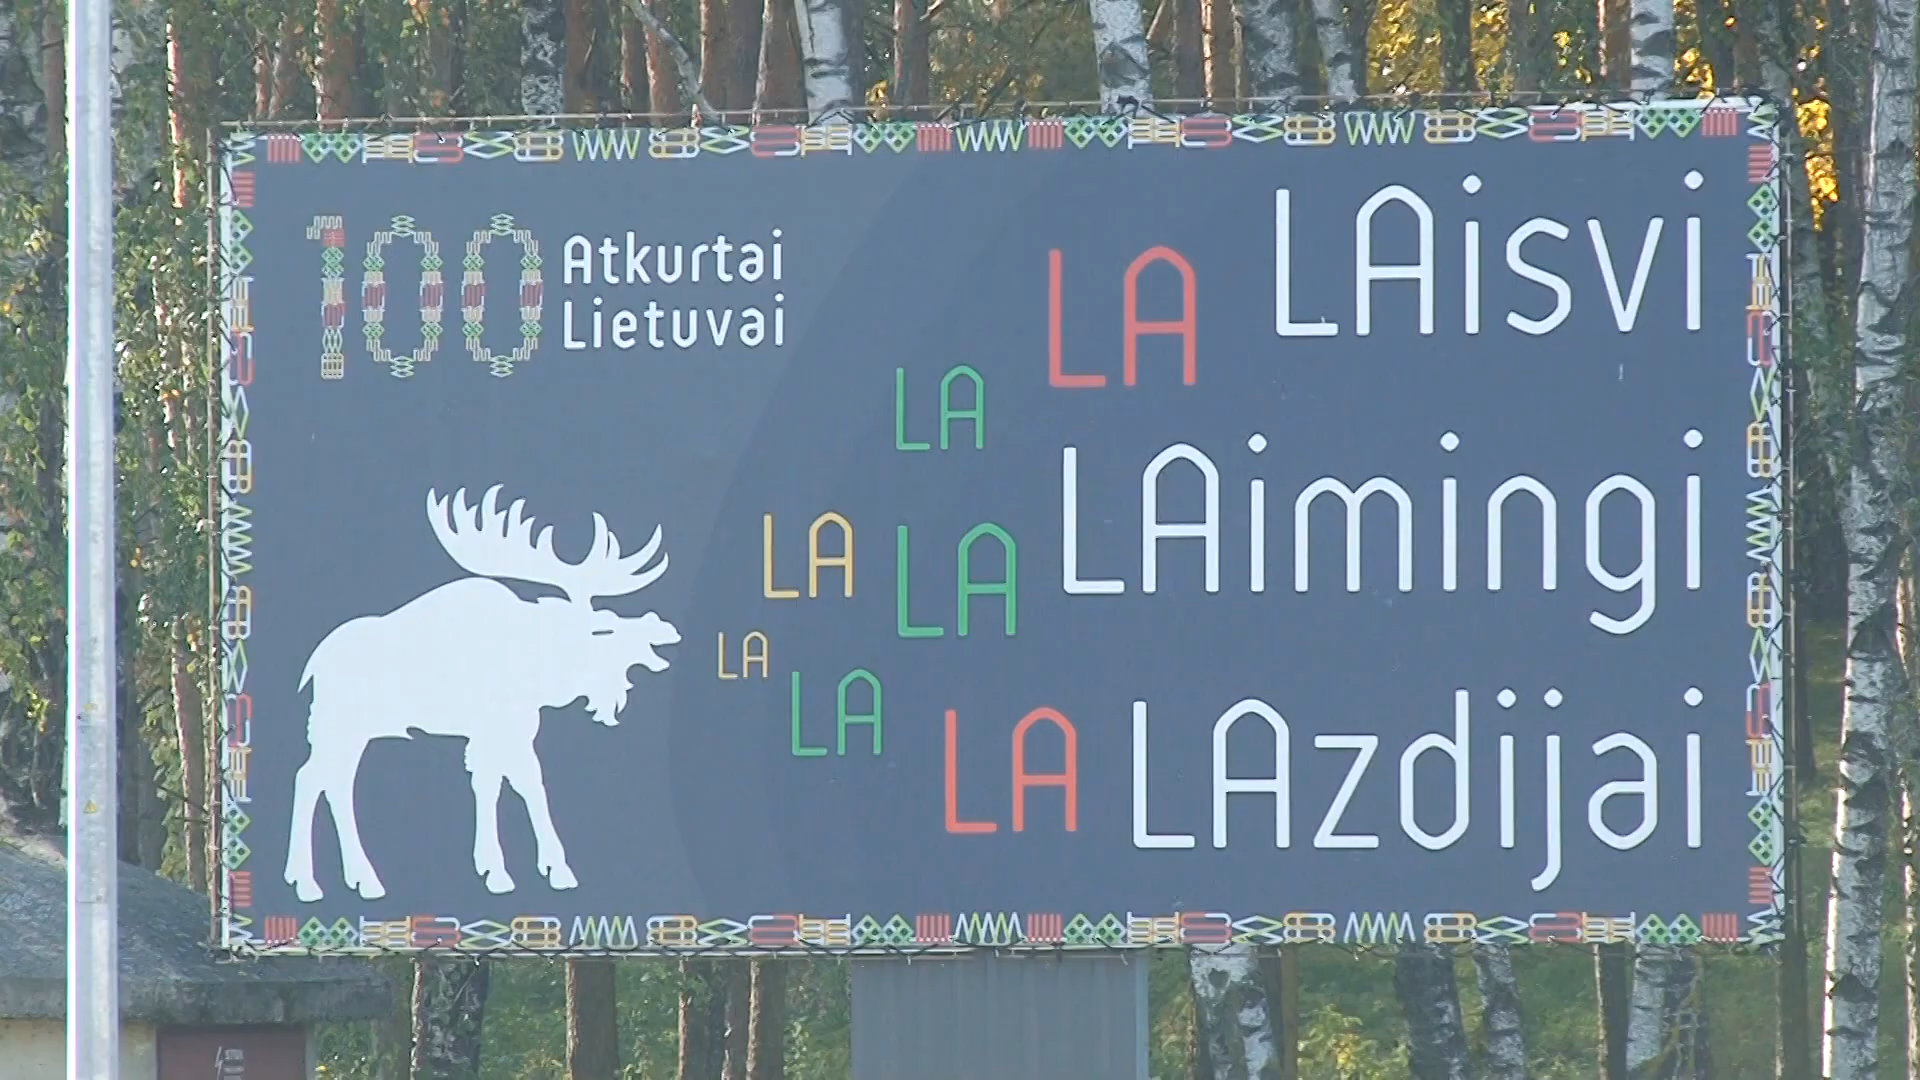 100 Atkurtai
Lietuvai
LA LAisvi
LA
LA LA LAimingi
LA
LA LA LAzdijai